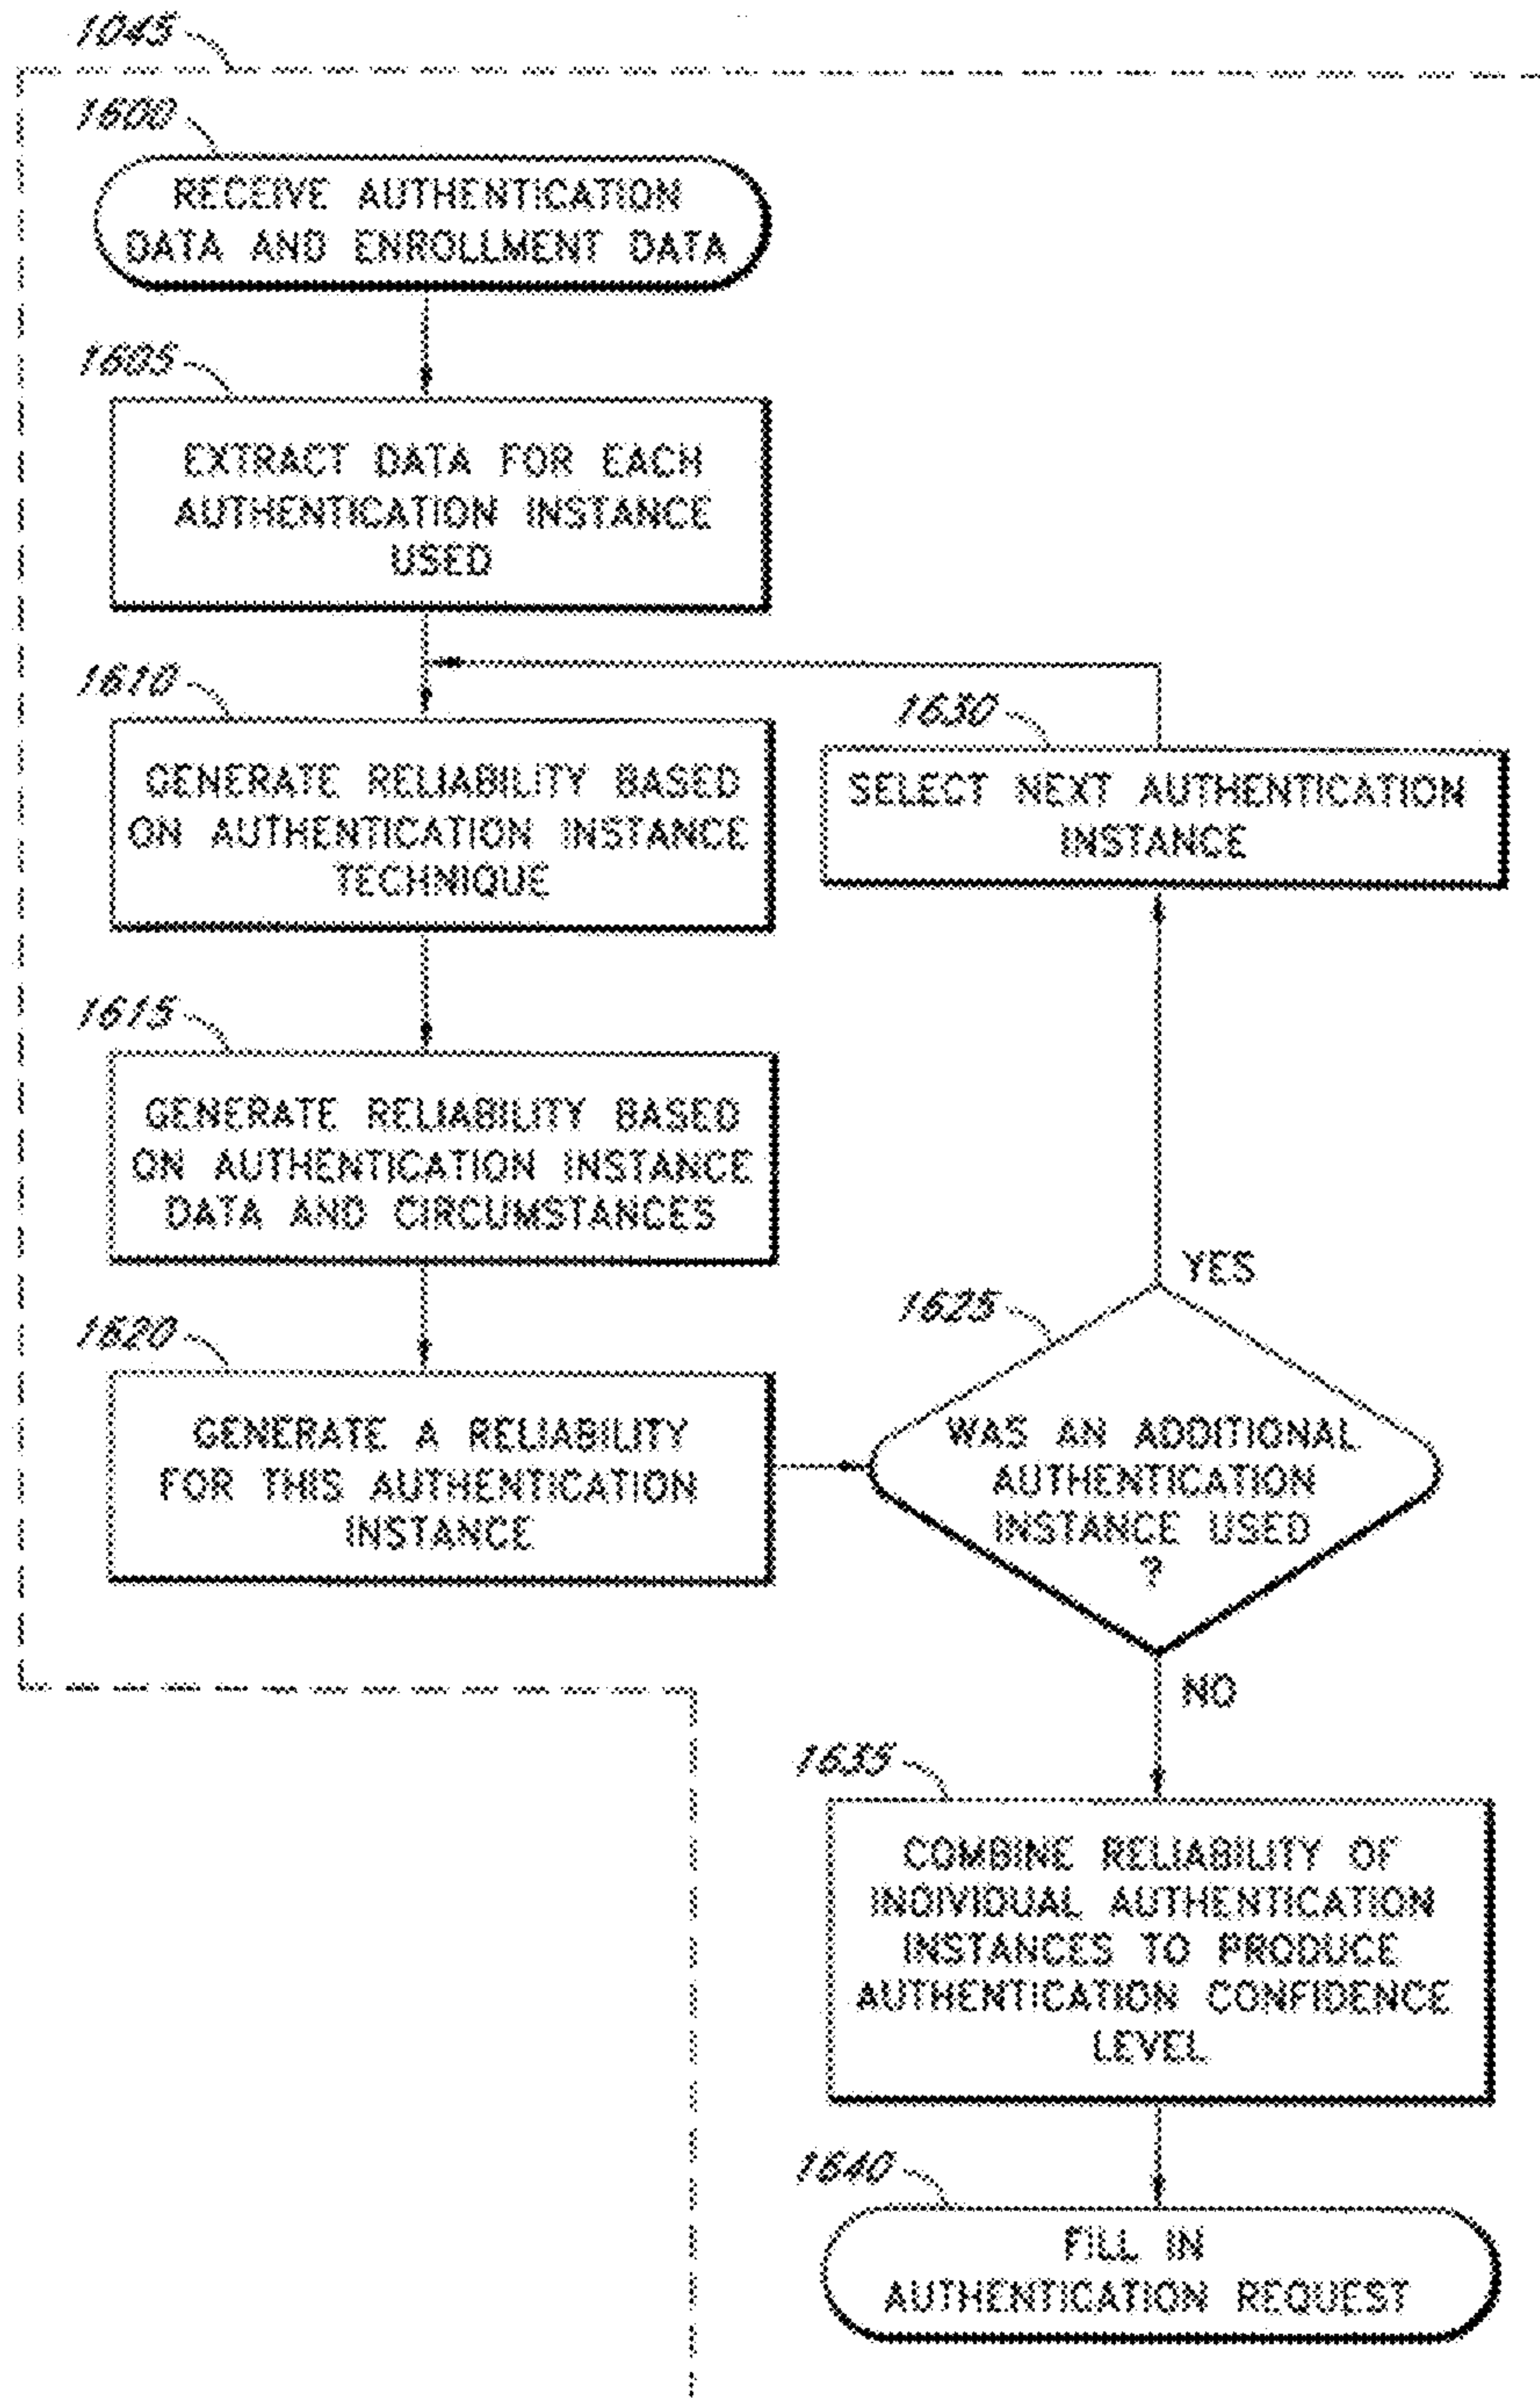 1045
1600
RECEIVE AUTHENTICATION
DATA AND ENROLLMENT DATA
1605
EXTRACT DATA FOR EACH
AUTHENTICATION INSTANCE
USED
1610
GENERATE RELIABILITY BASED
ON AUTHENTICATION INSTANCE
TECHNIQUE
1630
SELECT NEXT AUTHENTICATION
INSTANCE
1615
GENERATE RELIABILITY BASED
ON AUTHENTICATION INSTANCE
DATA AND CIRCUMSTANCES
1620
GENERATE A RELIABILITY
FOR THIS AUTHENTICATION
INSTANCE
YES
1625
WAS AN ADDITIONAL
AUTHENTICATION
INSTANCE USED
?
NO
1635
COMBINE RELIABILITY OF
INDIVIDUAL AUTHENTICATION
INSTANCES TO PRODUCE
AUTHENTICATION CONFIDENCE
LEVEL
1640
FILL IN
AUTHENTICATION REQUEST